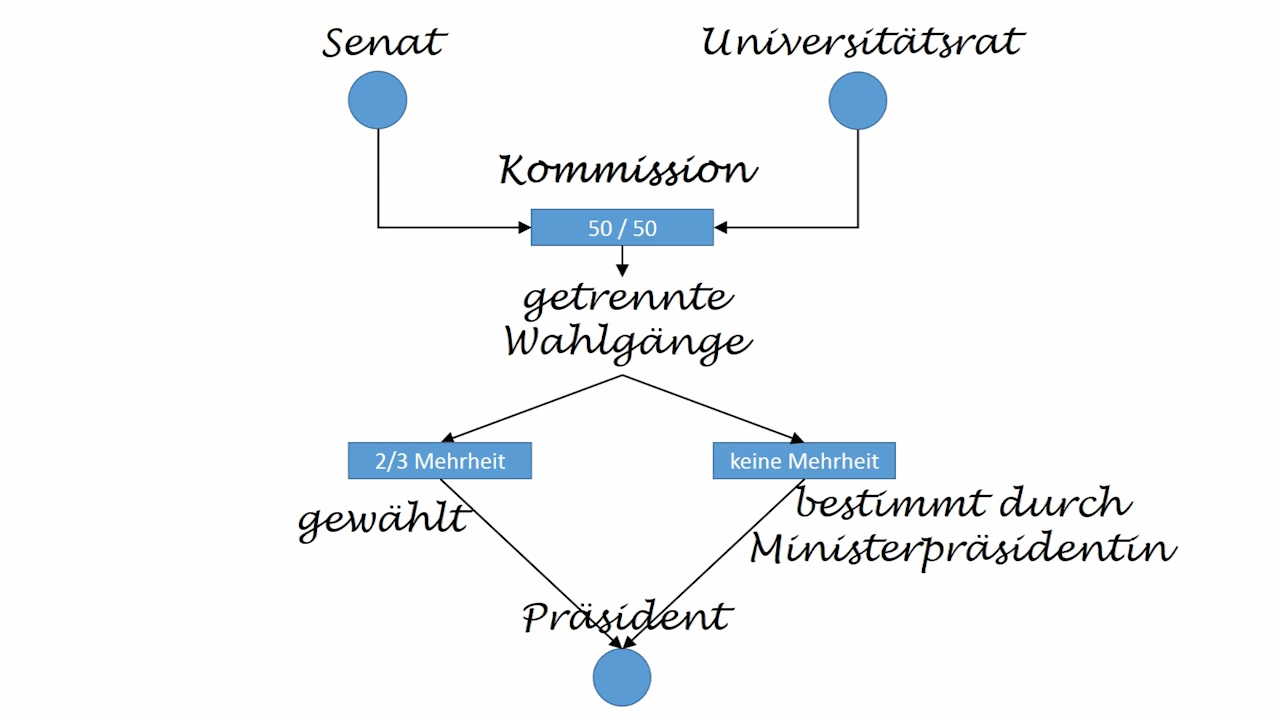 Senat
Universitätsrat
Kommission
50 / 50
getrennte
Wahlgänge
2/3 Mehrheit
keine Mehrheit
gewählt
bestimmt durch
Ministerpräsidentin
Präsident